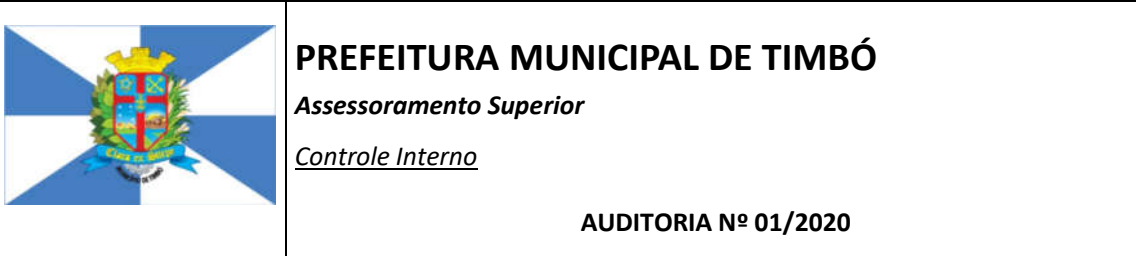 PREFEITURA MUNICIPAL DE TIMBÓ
Assessoramento Superior
Controle Interno
AUDITORIA Nº 01/2020